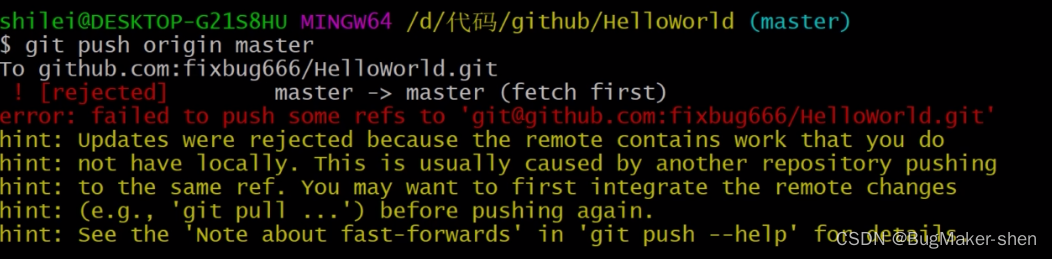 shilei@DESKTOP-G21S8HU MINGW64 /d/代码/github/HelloWorld (master)
$ git push origin master
To github.com:fixbug666/HelloWorld.git
 ! [rejected]        master -> master (fetch first)
error: failed to push some refs to 'git@github.com:fixbug666/HelloWorld.git'
hint: Updates were rejected because the remote contains work that you do
hint: not have locally. This is usually caused by another repository pushing
hint: to the same ref. You may want to first integrate the remote changes
hint: (e.g., 'git pull ...') before pushing again.
hint: See the 'Note about fast-forwards' in 'git push --help' for details.
CSDN @BugMaker-shen